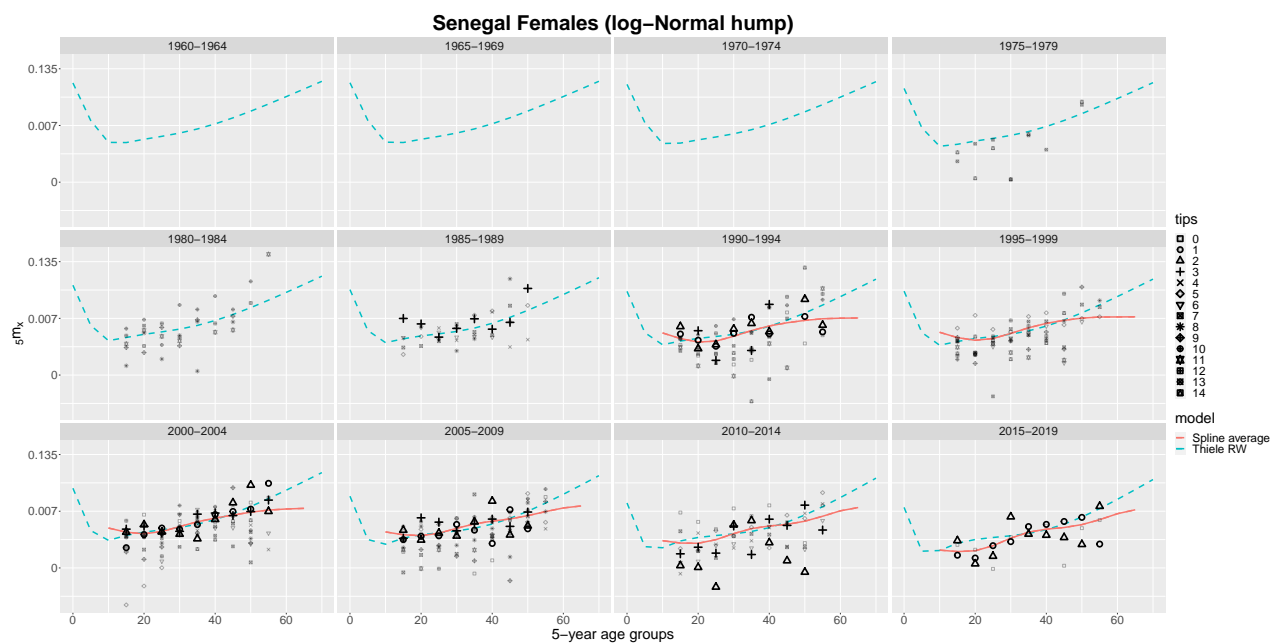 Senegal Females (log−Normal hump)
1960−1964 1965−1969 1970−1974 1975−1979
0.135
0.007
0
1980−1984 1985−1989 1990−1994 1995−1999
0.135
0.007
0
2000−2004 2005−2009 2010−2014 2015−2019
0.135
0.007
0
0 20 40 60 0 20 40 60 0 20 40 60 0 20 40 60
5−year age groups
5mx
tips
0
1
2
3
4
5
6
7
8
9
10
11
12
13
14
model
Spline average
Thiele RW